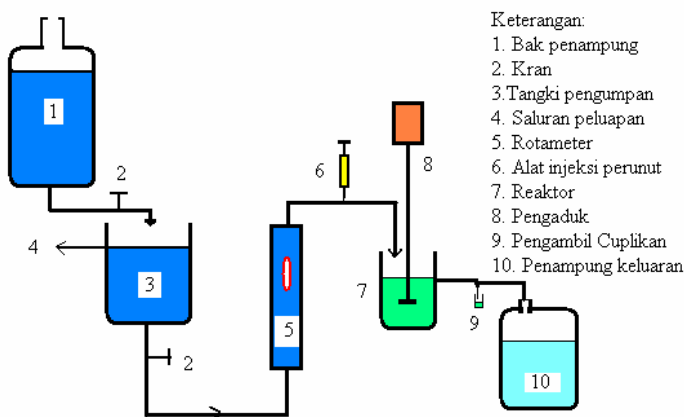 Keterangan:
1. Bak penampung
2. Kran
3.Tangki pengumpan
4. Saluran peluapan
5. Rotameter
6. Alat injeksi perunut
7. Reaktor
8. Pengaduk
9. Pengambil Cuplikan
10. Penampung keluaran
1
2
4
3
2
5
6
8
7
9
10